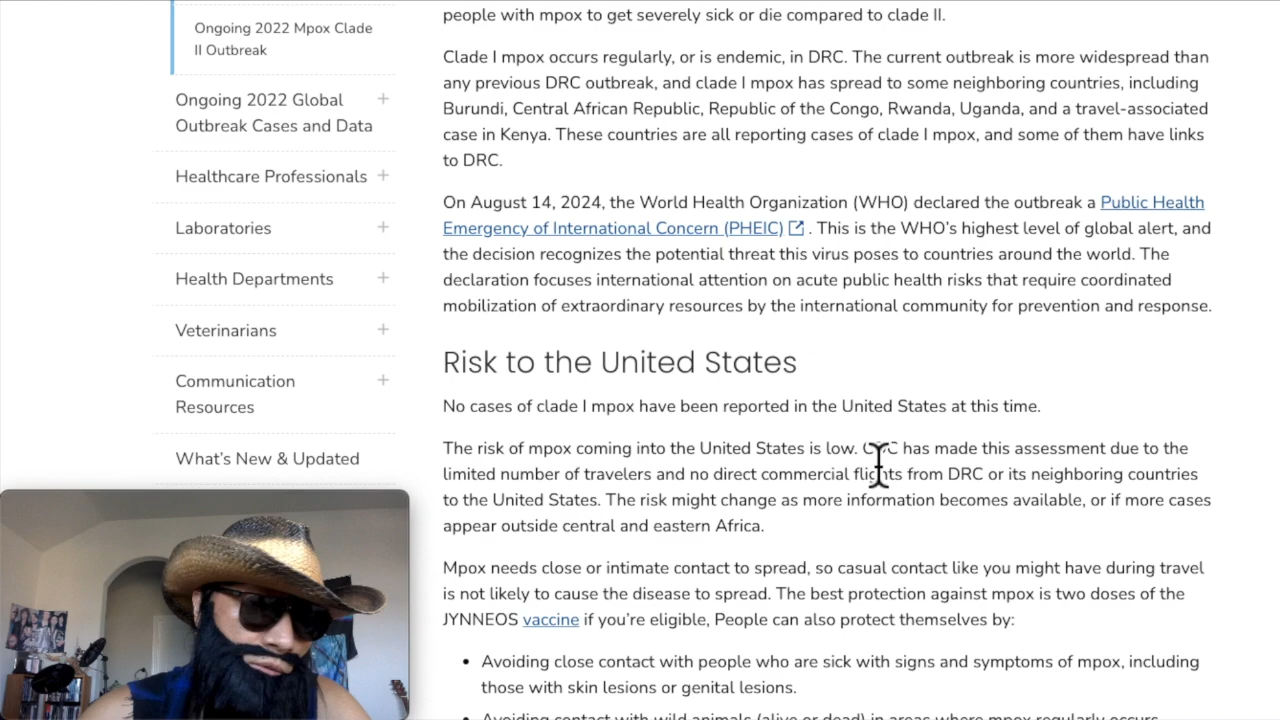 people with mpox to get severely sick or die compared to clade II.
Ongoing 2022 Mpox Clade
II Outbreak
Ongoing 2022 Global
Outbreak Cases and Data
Healthcare Professionals
Laboratories
Health Departments
Veterinarians
Communication
Resources
What's New & Updated
Clade I mpox occurs regularly, or is endemic, in DRC. The current outbreak is more widespread than
any previous DRC outbreak, and clade I mpox has spread to some neighboring countries, including
Burundi, Central African Republic, Republic of the Congo, Rwanda, Uganda, and a travel-associated
case in Kenya. These countries are all reporting cases of clade I mpox, and some of them have links
to DRC.
On August 14, 2024, the World Health Organization (WHO) declared the outbreak a Public Health
Emergency of International Concern (PHEIC) . This is the WHO's highest level of global alert, and
the decision recognizes the potential threat this virus poses to countries around the world. The
declaration focuses international attention on acute public health risks that require coordinated
mobilization of extraordinary resources by the international community for prevention and response.
Risk to the United States
No cases of clade I mpox have been reported in the United States at this time.
The risk of mpox coming into the United States is low. CDC has made this assessment due to the
limited number of travelers and no direct commercial flights from DRC or its neighboring countries
to the United States. The risk might change as more information becomes available, or if more cases
appear outside central and eastern Africa.
Mpox needs close or intimate contact to spread, so casual contact like you might have during travel
is not likely to cause the disease to spread. The best protection against mpox is two doses of the
JYNNEOS vaccine if you're eligible, People can also protect themselves by:
• Avoiding close contact with people who are sick with signs and symptoms of mpox, including
those with skin lesions or genital lesions.
• Avoiding contact with wild animals (alive or dead) in areas where mpox regularly occurs